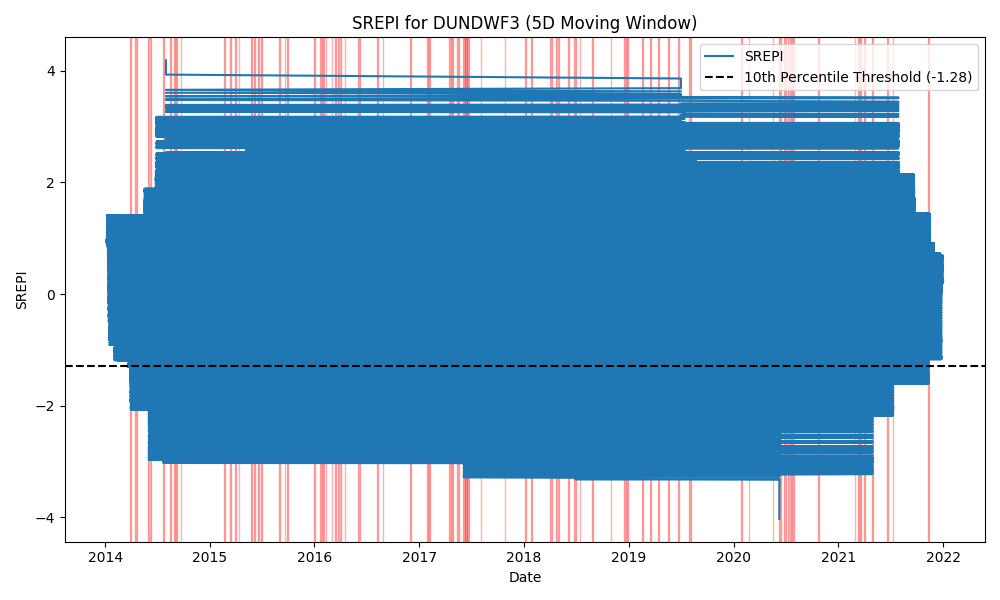 SREPI for DUNDWF3 (5D Moving Window)
SREPI
10th Percentile Threshold (-1.28)
4
2
0
−2
−4
SREPI
2014 2015 2016 2017 2018 2019 2020 2021 2022
Date